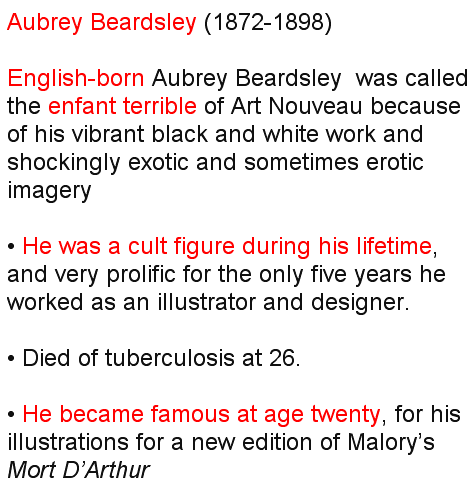 Aubrey Beardsley (1872-1898)
English-born Aubrey Beardsley  was called
the enfant terrible of Art Nouveau because
of his vibrant black and white work and
shockingly exotic and sometimes erotic
imagery
• He was a cult figure during his lifetime,
and very prolific for the only five years he
worked as an illustrator and designer.
• Died of tuberculosis at 26.
• He became famous at age twenty, for his
illustrations for a new edition of Malory’s
Mort D’Arthur